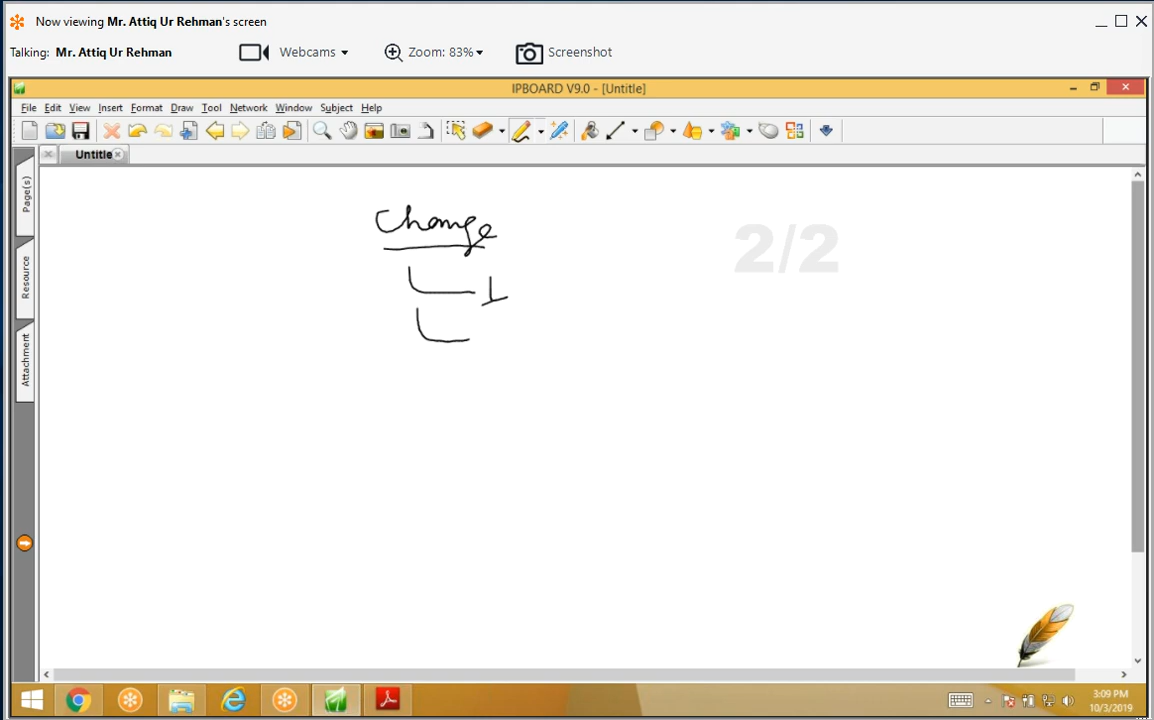 Now viewing Mr. Attiq Ur Rehman's screen
Talking: Mr. Attiq Ur Rehman Webcams Zoom: 83% Screenshot
IPBOARD V9.0 - [Untitle]
File Edit View Insert Format Draw Tool Network Window Subject Help
Untitle
Page(s)
Resource
Attachment
Change
1
2/2
3:09 PM
10/3/2019